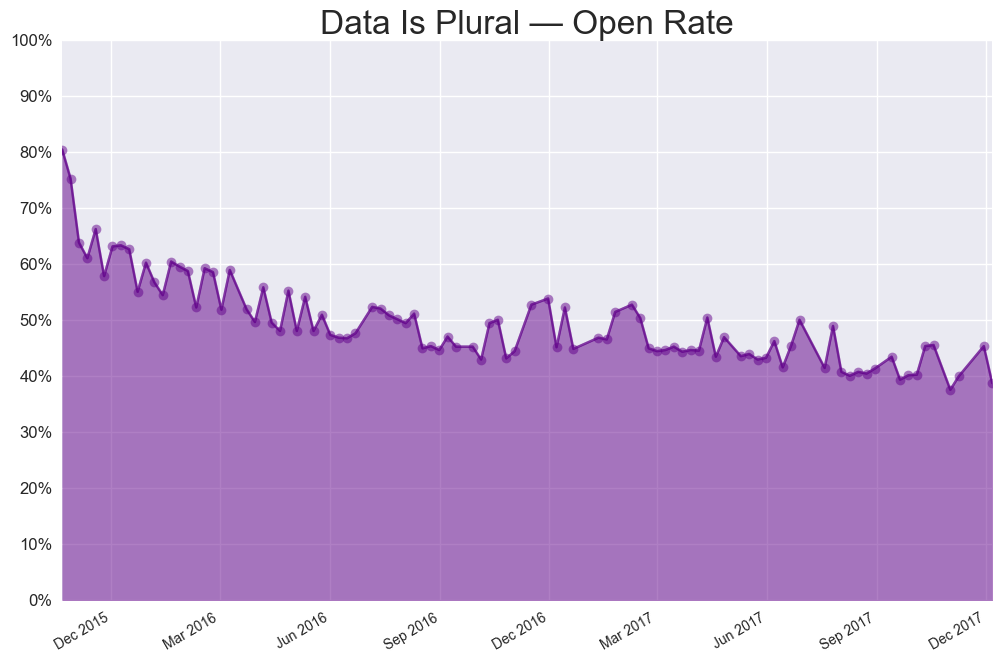 Data Is Plural — Open Rate
100%
90%
80%
70%
60%
50%
40%
30%
20%
10%
0%
Dec 2015
Mar 2016
Jun 2016
Sep 2016
Dec 2016
Mar 2017
Jun 2017
Sep 2017
Dec 2017